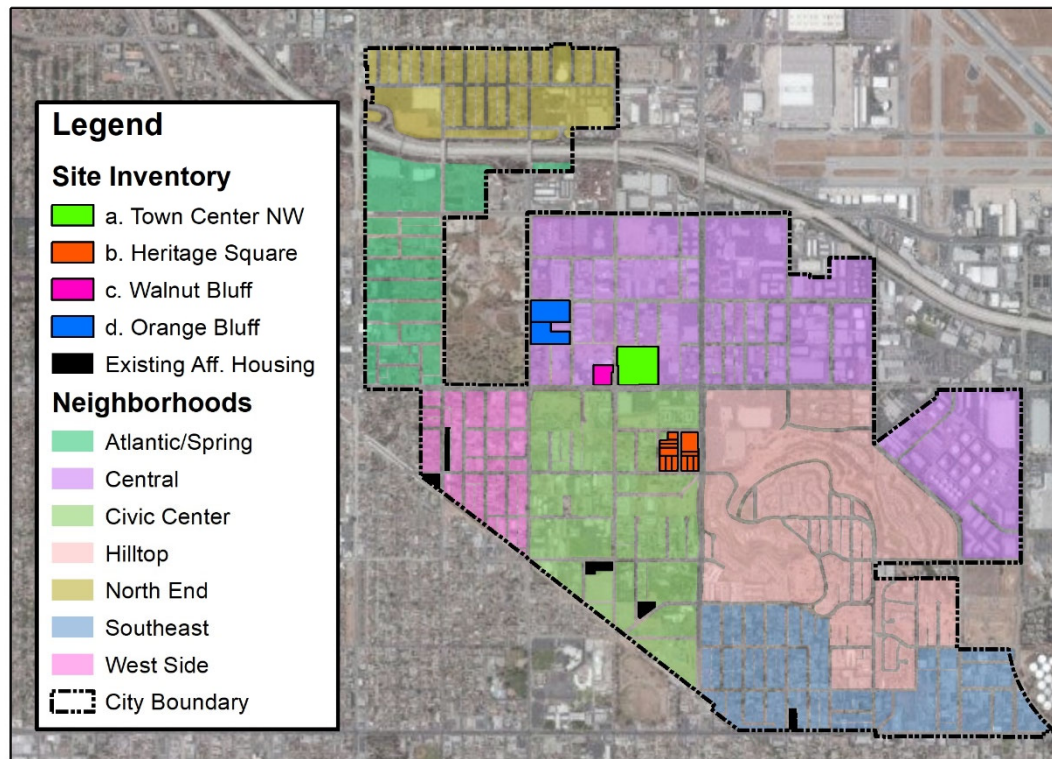 Legend
Site Inventory
a. Town Center NW
b. Heritage Square
c. Walnut Bluff
d. Orange Bluff
Existing Aff. Housing
Neighborhoods
Atlantic/Spring
Central
Civic Center
Hilltop
North End
Southeast
West Side
City Boundary